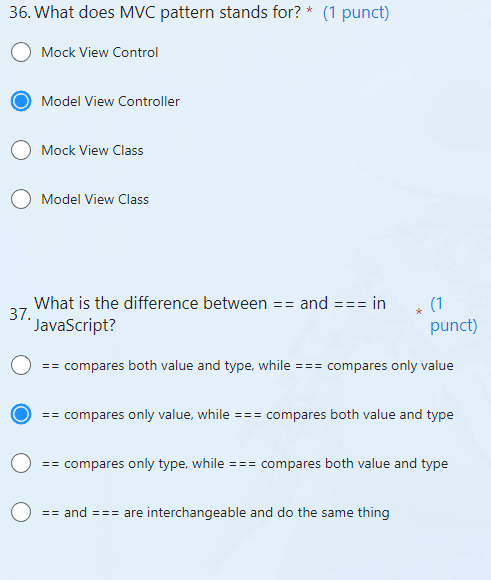 36. What does MVC pattern stands for? * (1 punct)
Mock View Control
Model View Controller
Mock View Class
Model View Class
37. What is the difference between == and === in JavaScript? * (1 punct)
== compares both value and type, while === compares only value
== compares only value, while === compares both value and type
== compares only type, while === compares both value and type
== and === are interchangeable and do the same thing